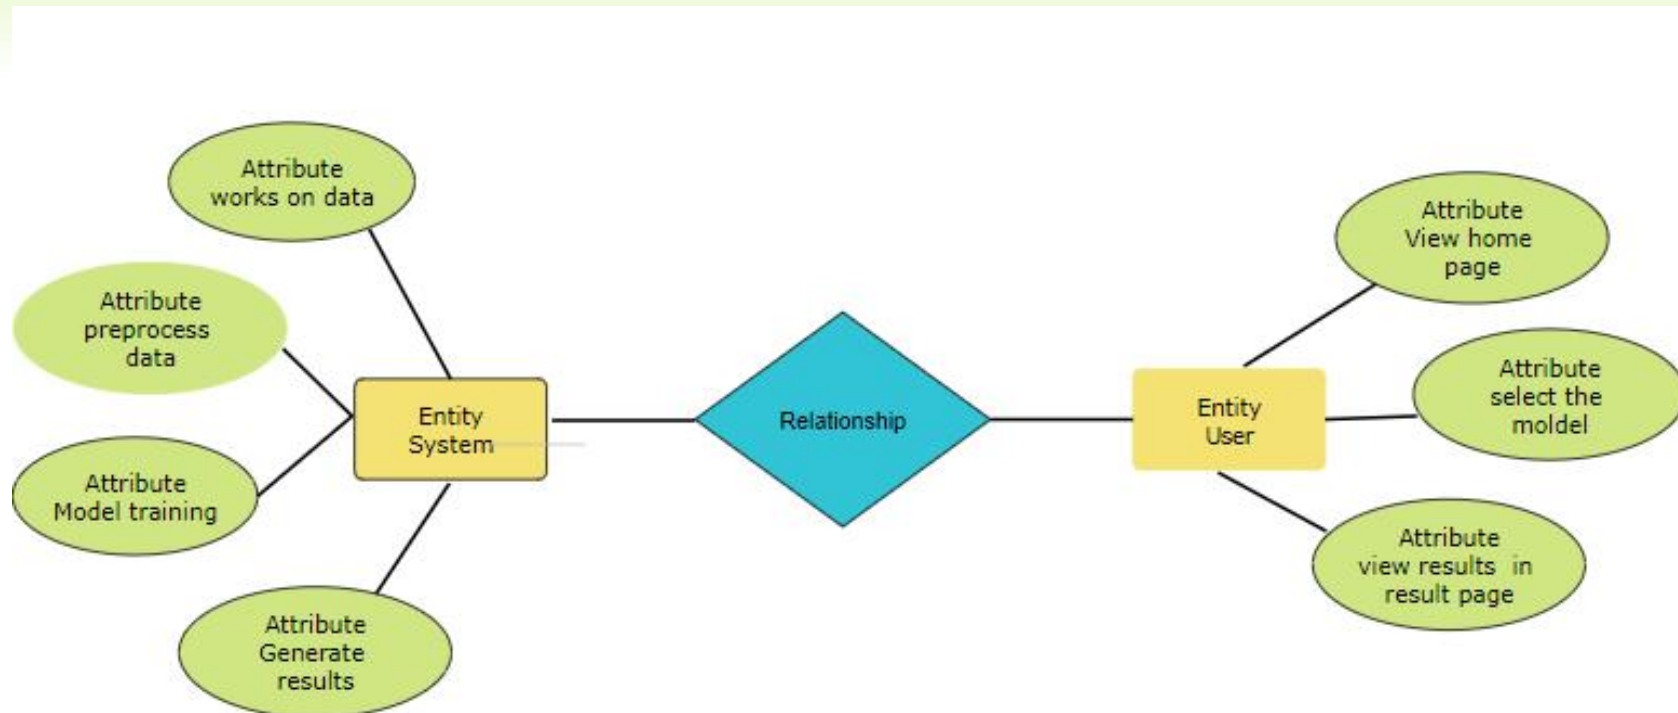 Attribute
works on data
Attribute
preprocess
data
Attribute
Model training
Attribute
Generate
results
Entity
System
Relationship
Entity
User
Attribute
View home
page
Attribute
select the
moldel
Attribute
view results  in
result page